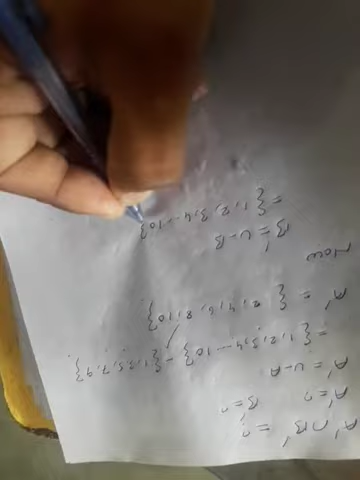 A' ∩ B' = ?
A' = ? B' = ?
A' = U - A
= {1, 2, 3, 4 .... 10} - {1, 3, 5, 7, 9}
A' = { 2, 4, 6, 8, 10}
Now
B' = U - B
= {1, 2, 3, 4 ... 10}